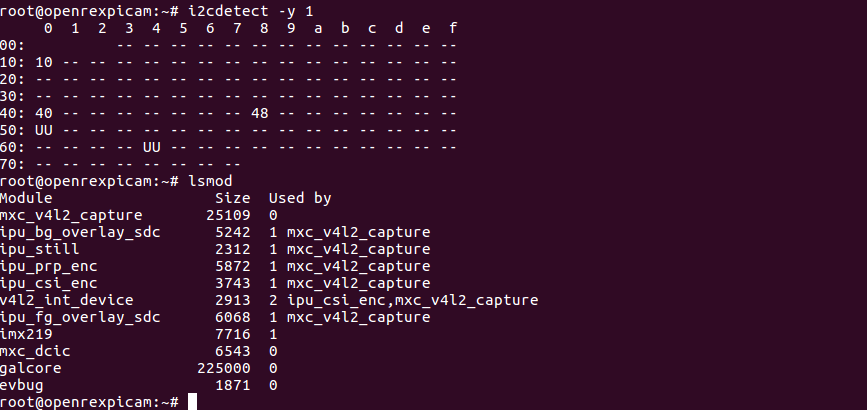 root@openrexpicam:~# i2cdetect -y 1
     0  1  2  3  4  5  6  7  8  9  a  b  c  d  e  f
00:          -- -- -- -- -- -- -- -- -- -- -- -- --
10: 10 -- -- -- -- -- -- -- -- -- -- -- -- -- -- --
20: -- -- -- -- -- -- -- -- -- -- -- -- -- -- -- --
30: -- -- -- -- -- -- -- -- -- -- -- -- -- -- -- --
40: 40 -- -- -- -- -- -- -- 48 -- -- -- -- -- -- --
50: UU -- -- -- -- -- -- -- -- -- -- -- -- -- -- --
60: -- -- -- -- UU -- -- -- -- -- -- -- -- -- -- --
70: -- -- -- -- -- -- -- --
root@openrexpicam:~# lsmod
Module                  Size  Used by
mxc_v4l2_capture       25109  0
ipu_bg_overlay_sdc      5242  1 mxc_v4l2_capture
ipu_still               2312  1 mxc_v4l2_capture
ipu_prp_enc             5872  1 mxc_v4l2_capture
ipu_csi_enc             3743  1 mxc_v4l2_capture
v4l2_int_device         2913  2 ipu_csi_enc,mxc_v4l2_capture
ipu_fg_overlay_sdc      6068  1 mxc_v4l2_capture
imx219                  7716  1
mxc_dcic                6543  0
galcore               225000  0
evbug                   1871  0
root@openrexpicam:~#